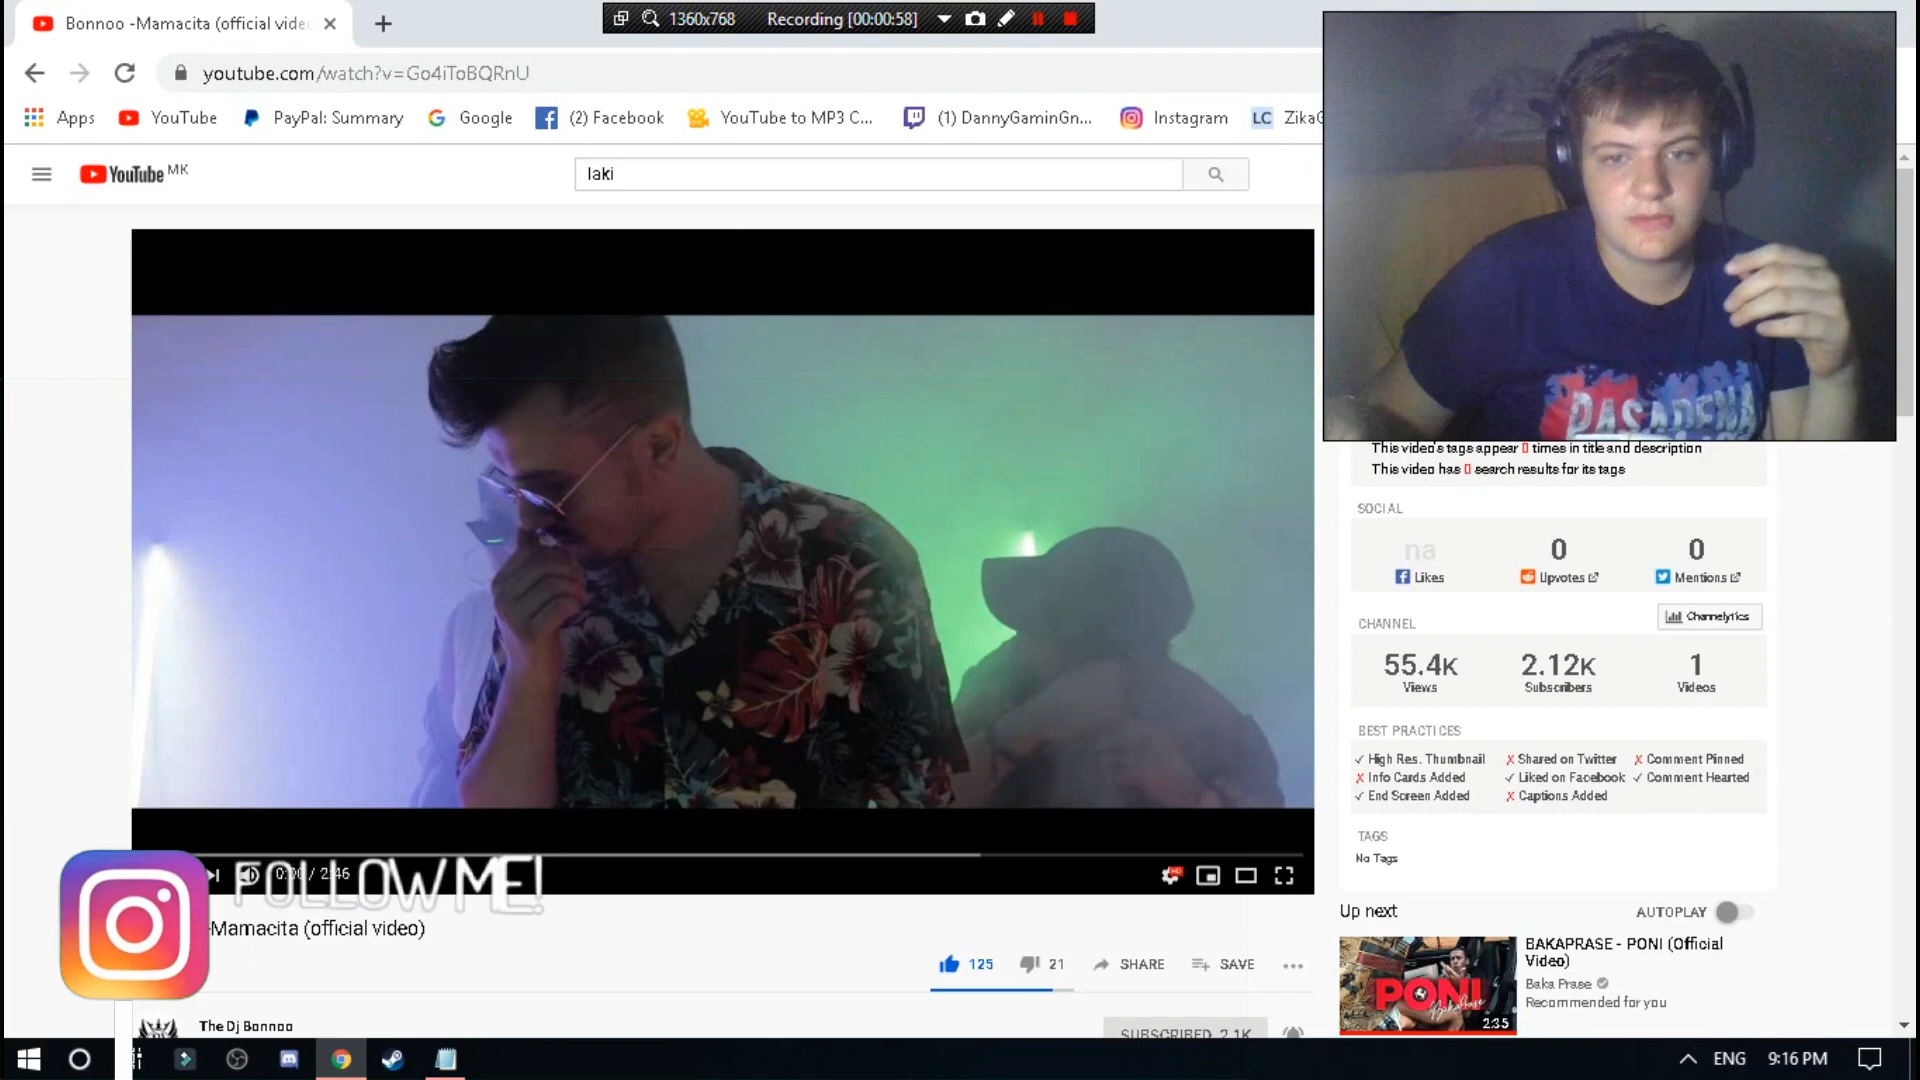 Bonnoo -Mamacita (official vide
1360x768 Recording [00:00:58]
youtube.com/watch?v=Go4iToBQRnU
Apps YouTube PayPal: Summary Google (2) Facebook YouTube to MP3 C... (1) DannyGaminGn... Instagram LC Zika
YouTube MK
laki
PASADENA
This video's tags appear 0 times in title and description
This video has 0 search results for its tags
SOCIAL
na 0 0
Likes Upvotes Mentions
CHANNEL Channelytics
55.4K 2.12K 1
Views Subscribers Videos
BEST PRACTICES
✓ High Res. Thumbnail ✗ Shared on Twitter ✗ Comment Pinned
✗ Info Cards Added ✓ Liked on Facebook ✓ Comment Hearted
✓ End Screen Added ✗ Captions Added
TAGS
No Tags
0:00 / 2:46
FOLLOW ME!
-Mamacita (official video)
125 21 SHARE SAVE
The Dj Bonnoo
SUBSCRIBED 2.1K
Up next AUTOPLAY
BAKAPRASE - PONI (Official
Video)
Baka Prase
Recommended for you
PONI
BakaPrase
2:35
ENG 9:16 PM